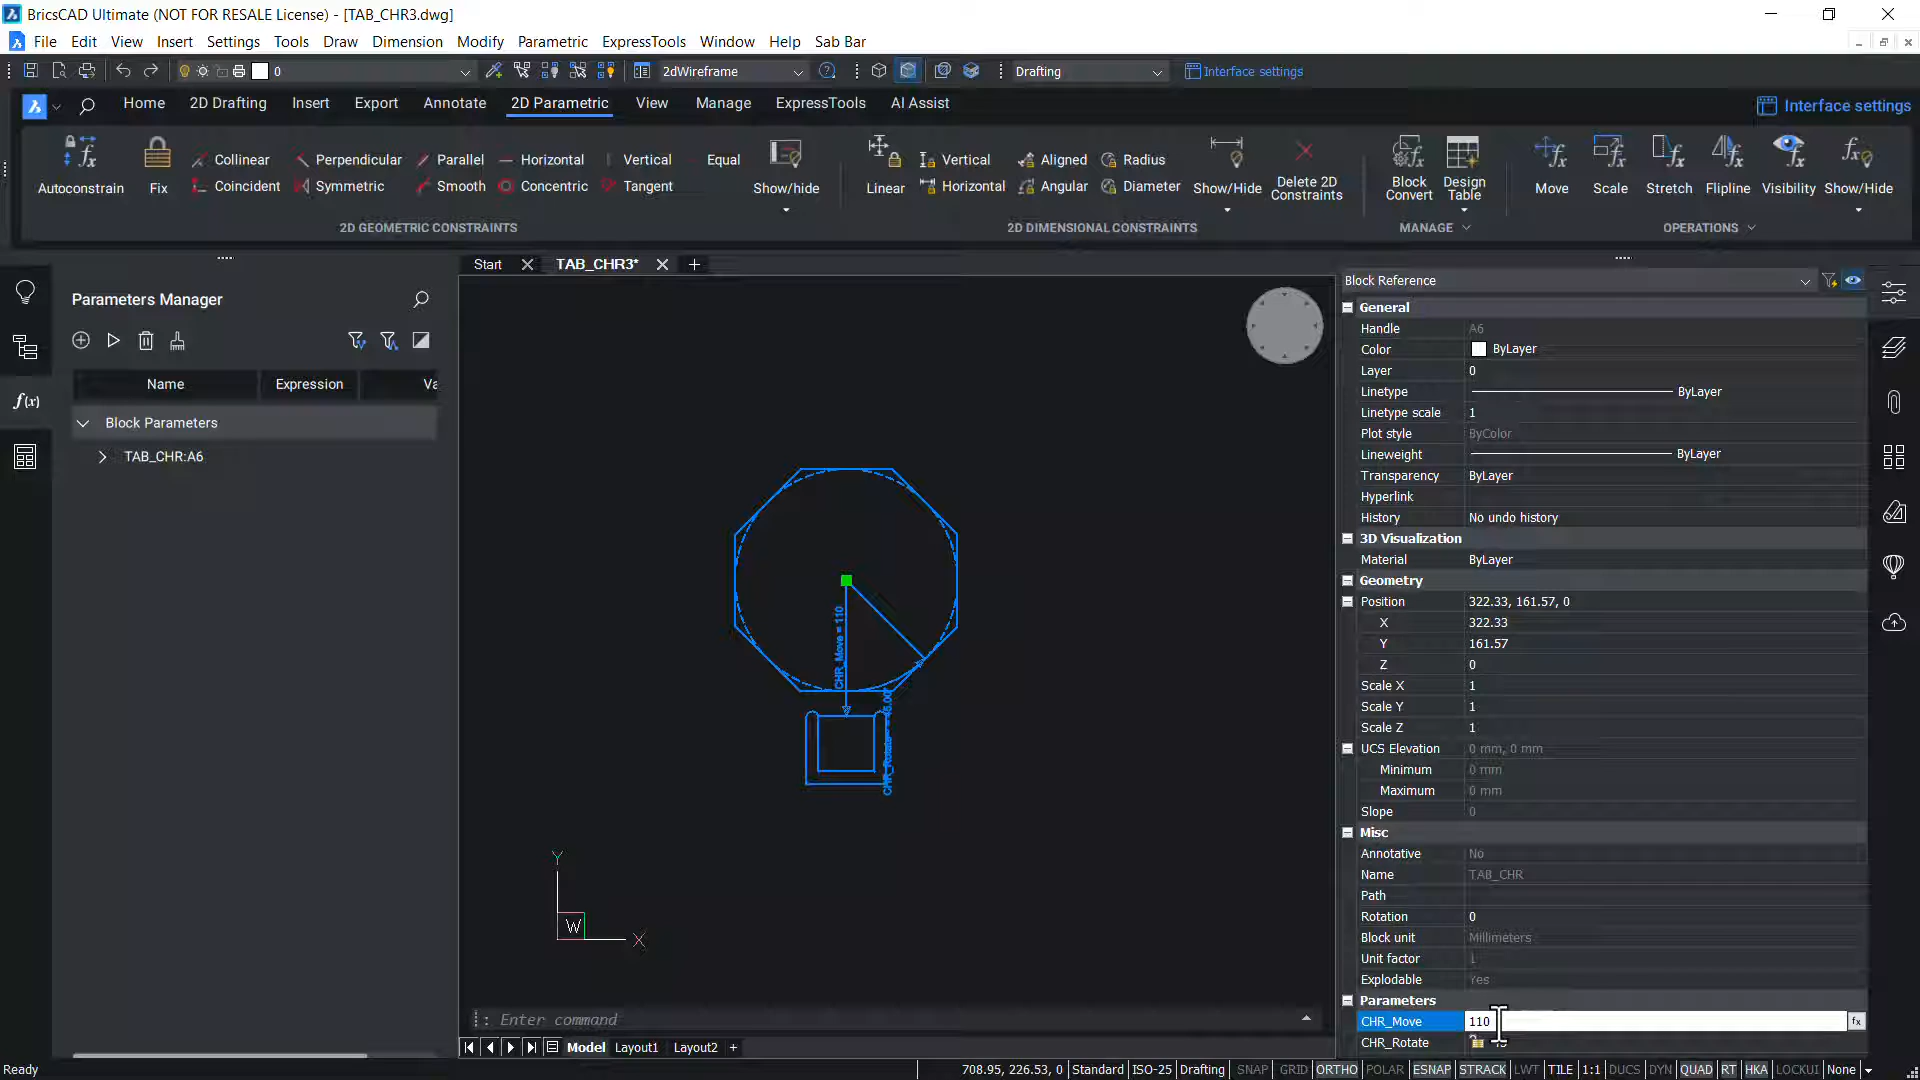 BricsCAD Ultimate (NOT FOR RESALE License) - [TAB_CHR3.dwg]
File Edit View Insert Settings Tools Draw Dimension Modify Parametric ExpressTools Window Help Sab Bar
0 2dWireframe Drafting Interface settings
Home 2D Drafting Insert Export Annotate 2D Parametric View Manage ExpressTools AI Assist Interface settings
Autoconstrain Fix Collinear Perpendicular Parallel Horizontal Vertical Equal
Coincident Symmetric Smooth Concentric Tangent Show/hide
Linear Vertical Aligned Radius
Horizontal Angular Diameter Show/Hide Delete 2D Constraints
Block Convert Design Table Move Scale Stretch Flipline Visibility Show/Hide
2D GEOMETRIC CONSTRAINTS 2D DIMENSIONAL CONSTRAINTS MANAGE OPERATIONS
Parameters Manager
Name Expression Va
Block Parameters
TAB_CHR:A6
Start TAB_CHR3* +
CHR_Move = 110
Y
W
X
: Enter command
Model Layout1 Layout2 +
Block Reference
General
Handle A6
Color ByLayer
Layer 0
Linetype ByLayer
Linetype scale 1
Plot style ByColor
Lineweight ByLayer
Transparency ByLayer
Hyperlink
History No undo history
3D Visualization
Material ByLayer
Geometry
Position 322.33, 161.57, 0
X 322.33
Y 161.57
Z 0
Scale X 1
Scale Y 1
Scale Z 1
UCS Elevation 0 mm, 0 mm
Minimum 0 mm
Maximum 0 mm
Slope 0
Misc
Annotative No
Name TAB_CHR
Path
Rotation 0
Block unit Millimeters
Unit factor 1
Explodable Yes
Parameters
CHR_Move 110 fx
CHR_Rotate
Ready 708.95, 226.53, 0 Standard ISO-25 Drafting SNAP GRID ORTHO POLAR ESNAP STRACK LWT TILE 1:1 DUCS DYN QUAD RT HKA LOCKUI None